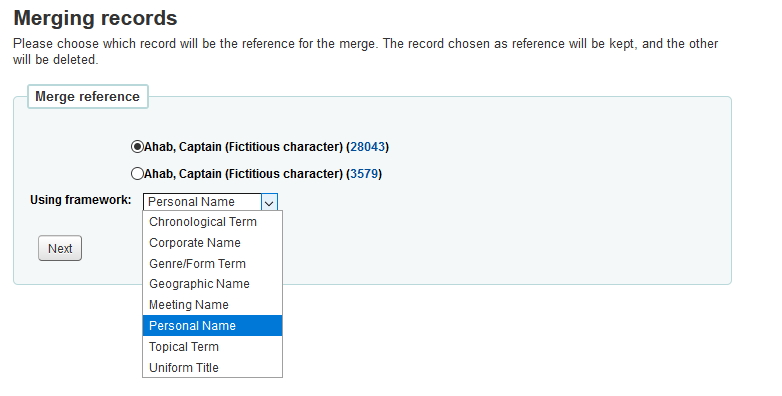 Merging records
Please choose which record will be the reference for the merge. The record chosen as reference will be kept, and the other
will be deleted.
Merge reference
Ahab, Captain (Fictitious character) (28043)
Ahab, Captain (Fictitious character) (3579)
Using framework: Personal Name
Chronological Term
Corporate Name
Genre/Form Term
Geographic Name
Meeting Name
Personal Name
Topical Term
Uniform Title
Next